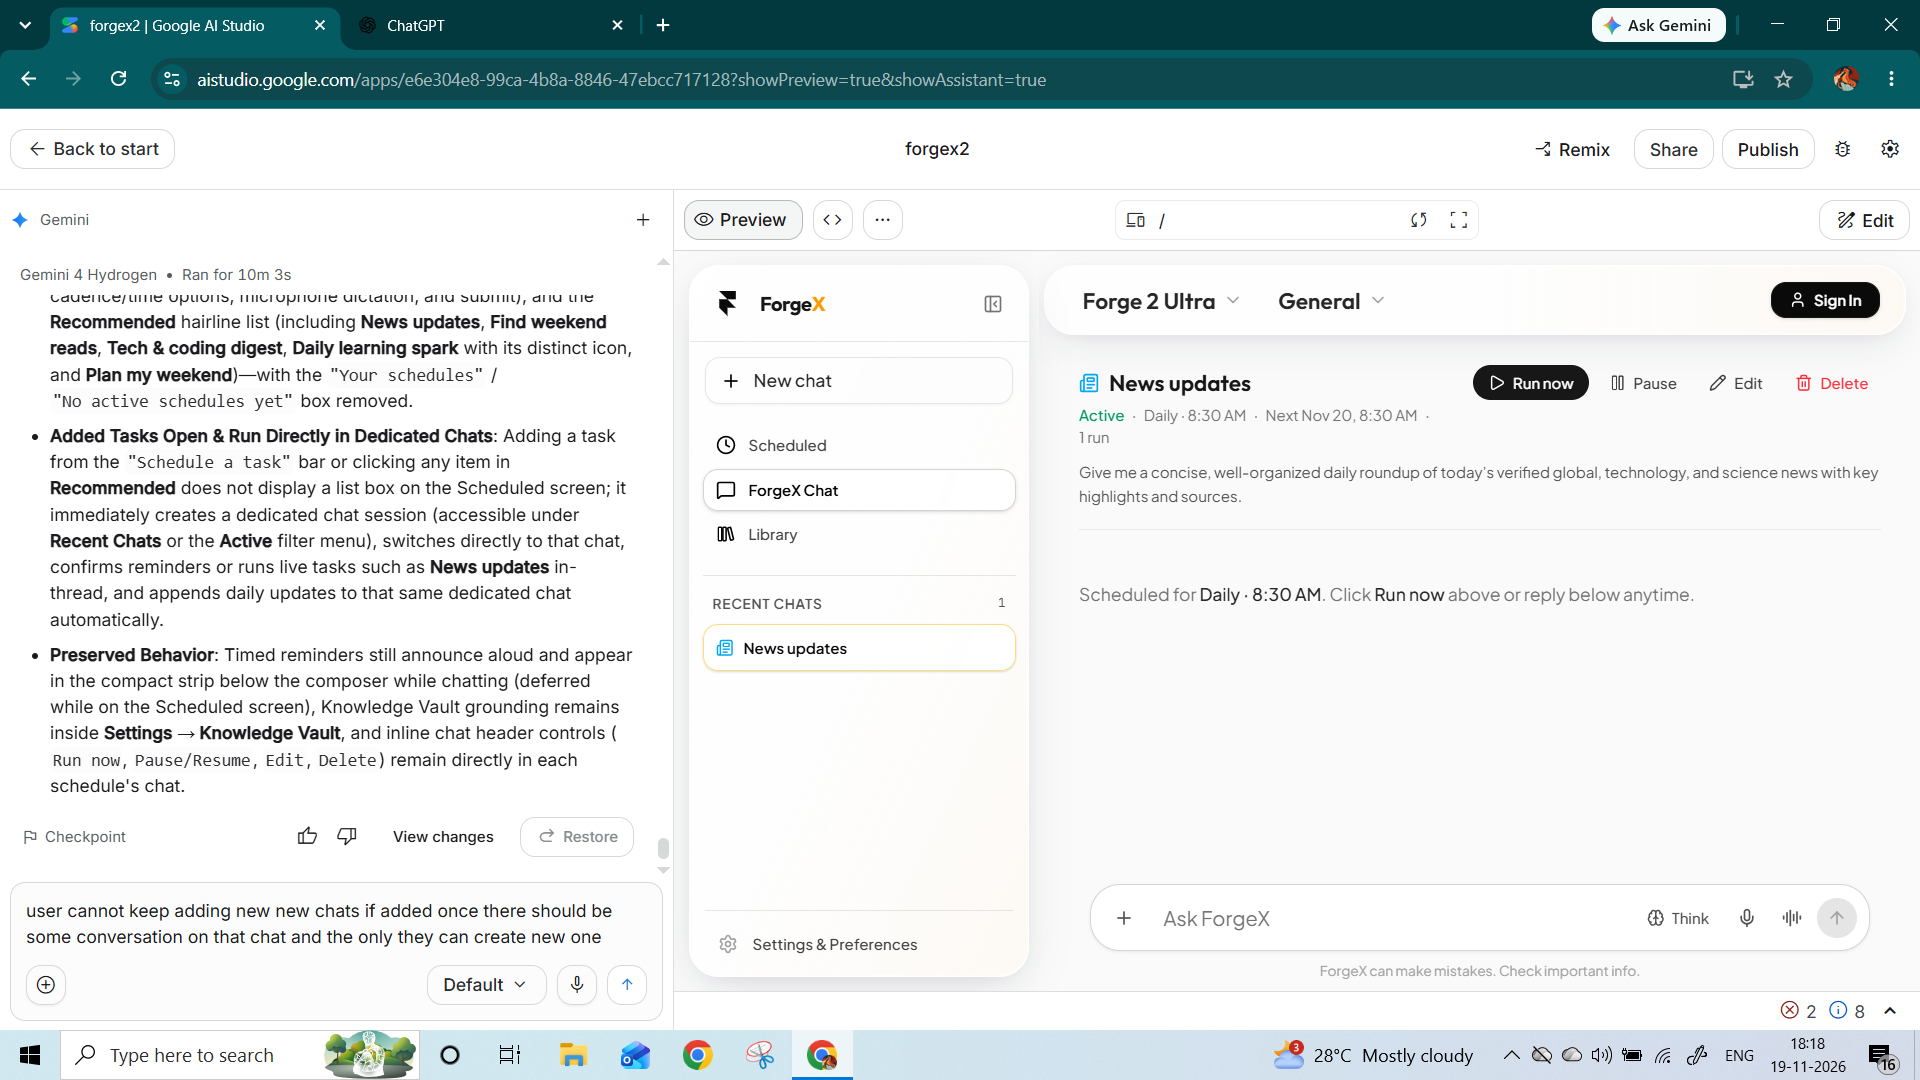 forgex2 | Google AI Studio
ChatGPT
Ask Gemini
aistudio.google.com/apps/e6e304e8-99ca-4b8a-8846-47ebcc717128?showPreview=true&showAssistant=true
Back to start
forgex2
Remix
Share
Publish
Gemini
Preview
/
Edit
Gemini 4 Hydrogen • Ran for 10m 3s
cadence/time options, microphone dictation, and submit), and the
Recommended hairline list (including News updates, Find weekend
reads, Tech & coding digest, Daily learning spark with its distinct icon,
and Plan my weekend)—with the "Your schedules" /
"No active schedules yet" box removed.
• Added Tasks Open & Run Directly in Dedicated Chats: Adding a task
from the "Schedule a task" bar or clicking any item in
Recommended does not display a list box on the Scheduled screen; it
immediately creates a dedicated chat session (accessible under
Recent Chats or the Active filter menu), switches directly to that chat,
confirms reminders or runs live tasks such as News updates in-
thread, and appends daily updates to that same dedicated chat
automatically.
• Preserved Behavior: Timed reminders still announce aloud and appear
in the compact strip below the composer while chatting (deferred
while on the Scheduled screen), Knowledge Vault grounding remains
inside Settings → Knowledge Vault, and inline chat header controls (
Run now, Pause/Resume, Edit, Delete) remain directly in each
schedule's chat.
Checkpoint
View changes
Restore
user cannot keep adding new new chats if added once there should be
some conversation on that chat and the only they can create new one
Default
ForgeX
New chat
Scheduled
ForgeX Chat
Library
RECENT CHATS 1
News updates
Settings & Preferences
Forge 2 Ultra
General
Sign In
News updates
Run now
Pause
Edit
Delete
Active · Daily · 8:30 AM · Next Nov 20, 8:30 AM ·
1 run
Give me a concise, well-organized daily roundup of today's verified global, technology, and science news with key
highlights and sources.
Scheduled for Daily · 8:30 AM. Click Run now above or reply below anytime.
Ask ForgeX
Think
ForgeX can make mistakes. Check important info.
2
8
Type here to search
3
28°C Mostly cloudy
ENG
18:18
19-11-2026
16